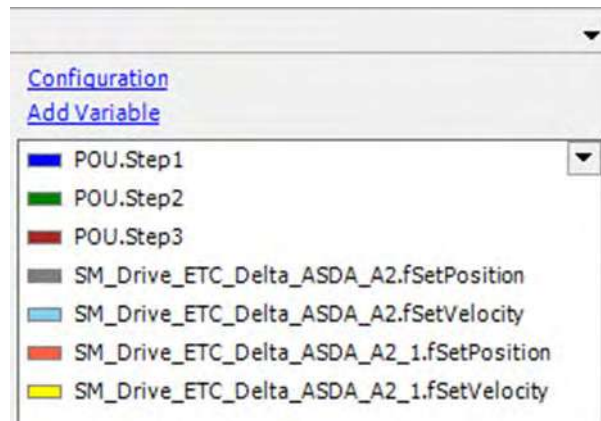 Configuration
Add Variable
POU.Step1
POU.Step2
POU.Step3
SM_Drive_ETC_Delta_ASDA_A2.fSetPosition
SM_Drive_ETC_Delta_ASDA_A2.fSetVelocity
SM_Drive_ETC_Delta_ASDA_A2_1.fSetPosition
SM_Drive_ETC_Delta_ASDA_A2_1.fSetVelocity